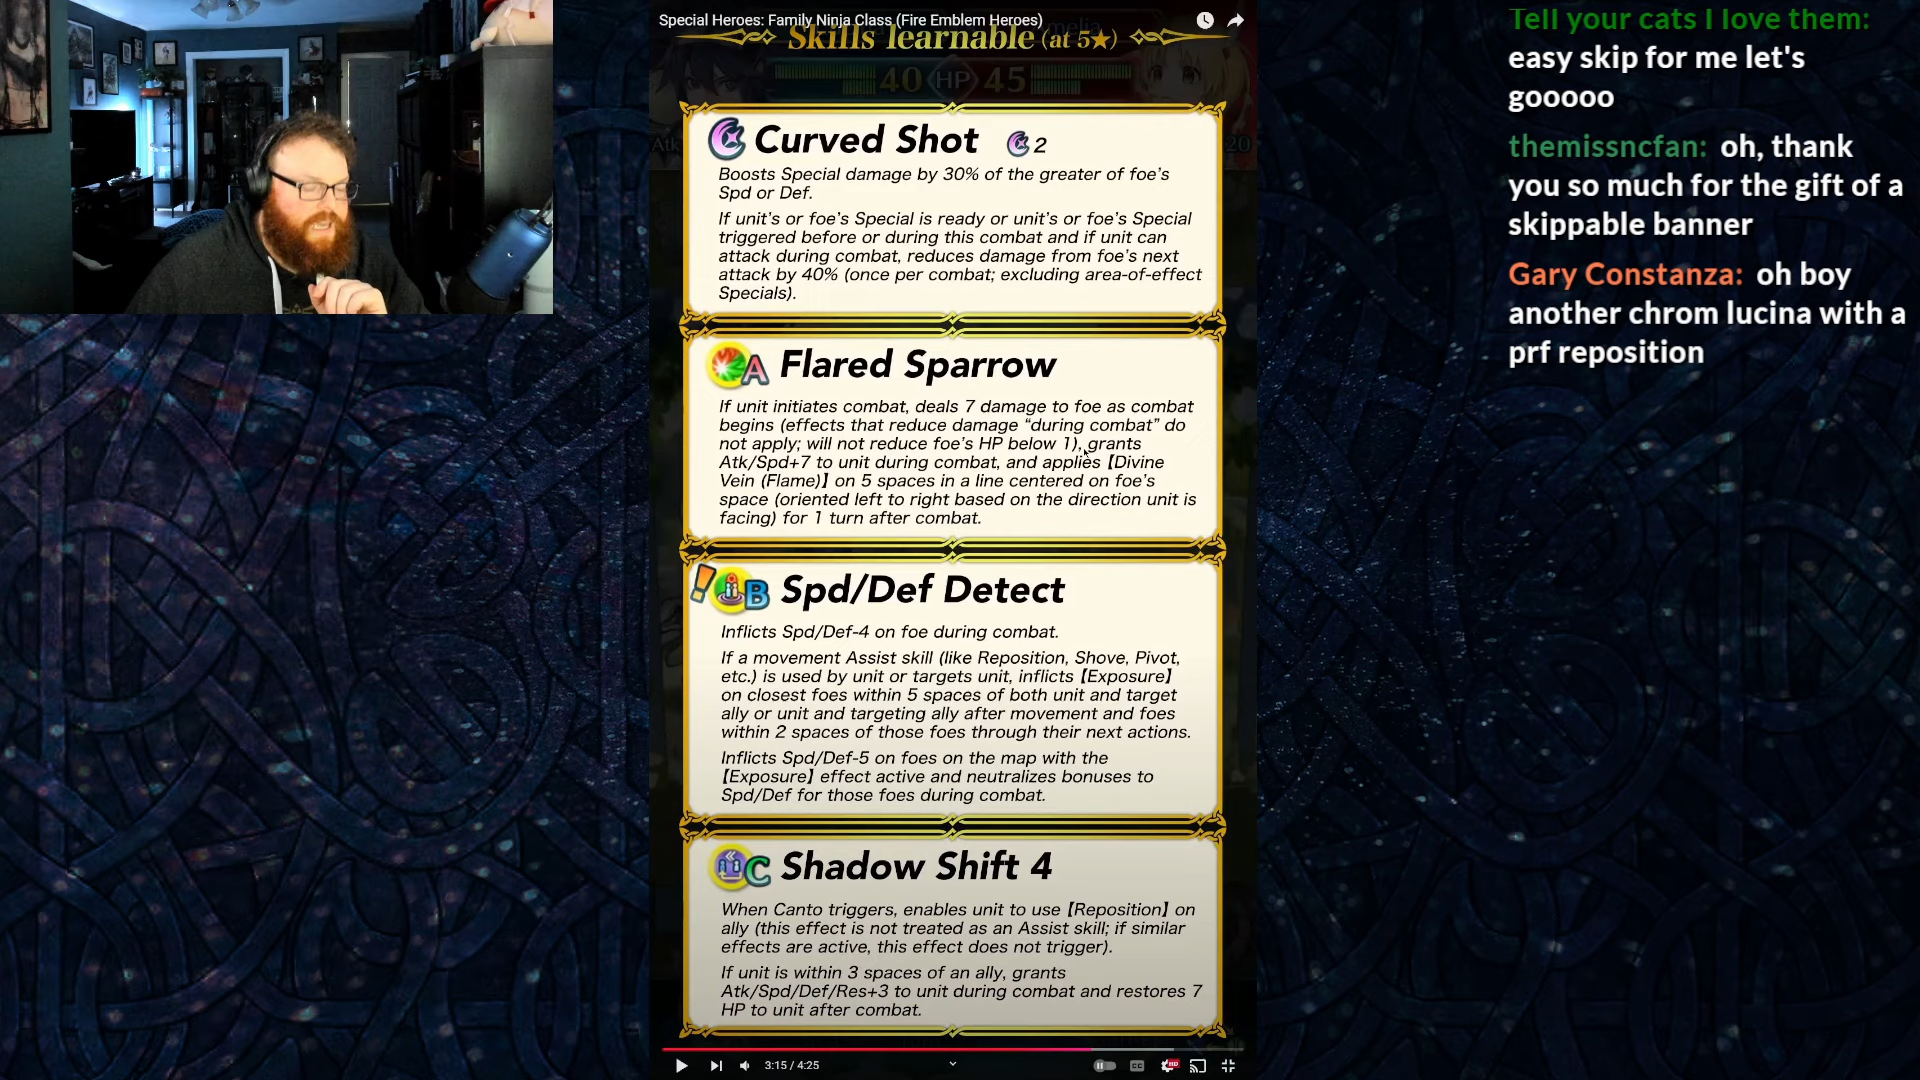 Special Heroes: Family Ninja Class (Fire Emblem Heroes)
Skills learnable (at 5★)
40 HP 45
Curved Shot 2
Boosts Special damage by 30% of the greater of foe's
Spd or Def.
If unit's or foe's Special is ready or unit's or foe's Special
triggered before or during this combat and if unit can
attack during combat, reduces damage from foe's next
attack by 40% (once per combat; excluding area-of-effect
Specials).
A Flared Sparrow
If unit initiates combat, deals 7 damage to foe as combat
begins (effects that reduce damage “during combat” do
not apply; will not reduce foe's HP below 1), grants
Atk/Spd+7 to unit during combat, and applies【Divine
Vein (Flame)】on 5 spaces in a line centered on foe's
space (oriented left to right based on the direction unit is
facing) for 1 turn after combat.
! B Spd/Def Detect
Inflicts Spd/Def-4 on foe during combat.
If a movement Assist skill (like Reposition, Shove, Pivot,
etc.) is used by unit or targets unit, inflicts【Exposure】
on closest foes within 5 spaces of both unit and target
ally or unit and targeting ally after movement and foes
within 2 spaces of those foes through their next actions.
Inflicts Spd/Def-5 on foes on the map with the
【Exposure】effect active and neutralizes bonuses to
Spd/Def for those foes during combat.
C Shadow Shift 4
When Canto triggers, enables unit to use【Reposition】on
ally (this effect is not treated as an Assist skill; if similar
effects are active, this effect does not trigger).
If unit is within 3 spaces of an ally, grants
Atk/Spd/Def/Res+3 to unit during combat and restores 7
HP to unit after combat.
3:15 / 4:25
CC
HD
Tell your cats I love them:
easy skip for me let's
gooooo
themissncfan: oh, thank
you so much for the gift of a
skippable banner
Gary Constanza: oh boy
another chrom lucina with a
prf reposition